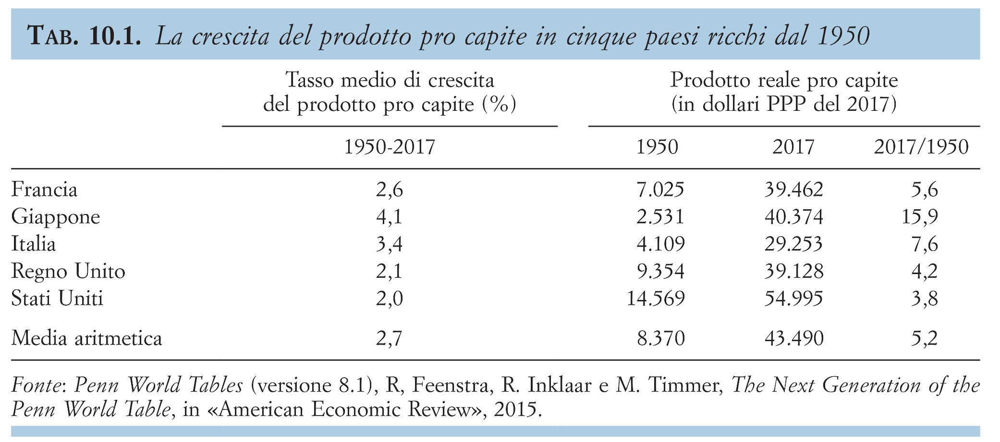 TAB. 10.1. La crescita del prodotto pro capite in cinque paesi ricchi dal 1950
Tasso medio di crescita
del prodotto pro capite (%)
Prodotto reale pro capite
(in dollari PPP del 2017)
1950-2017 1950 2017 2017/1950
Francia 2,6 7.025 39.462 5,6
Giappone 4,1 2.531 40.374 15,9
Italia 3,4 4.109 29.253 7,6
Regno Unito 2,1 9.354 39.128 4,2
Stati Uniti 2,0 14.569 54.995 3,8
Media aritmetica 2,7 8.370 43.490 5,2
Fonte: Penn World Tables (versione 8.1), R, Feenstra, R. Inklaar e M. Timmer, The Next Generation of the
Penn World Table, in «American Economic Review», 2015.